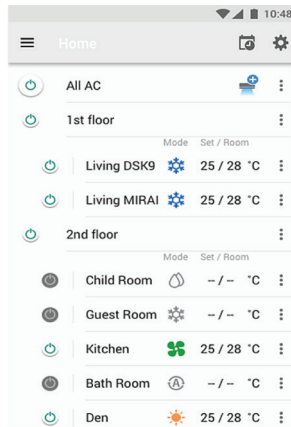 10:48
Home
All AC
1st floor
Mode Set / Room
Living DSK9 25 / 28 °C
Living MIRAI 25 / 28 °C
2nd floor
Mode Set / Room
Child Room -- / -- °C
Guest Room -- / -- °C
Kitchen 25 / 28 °C
Bath Room A -- / -- °C
Den 25 / 28 °C